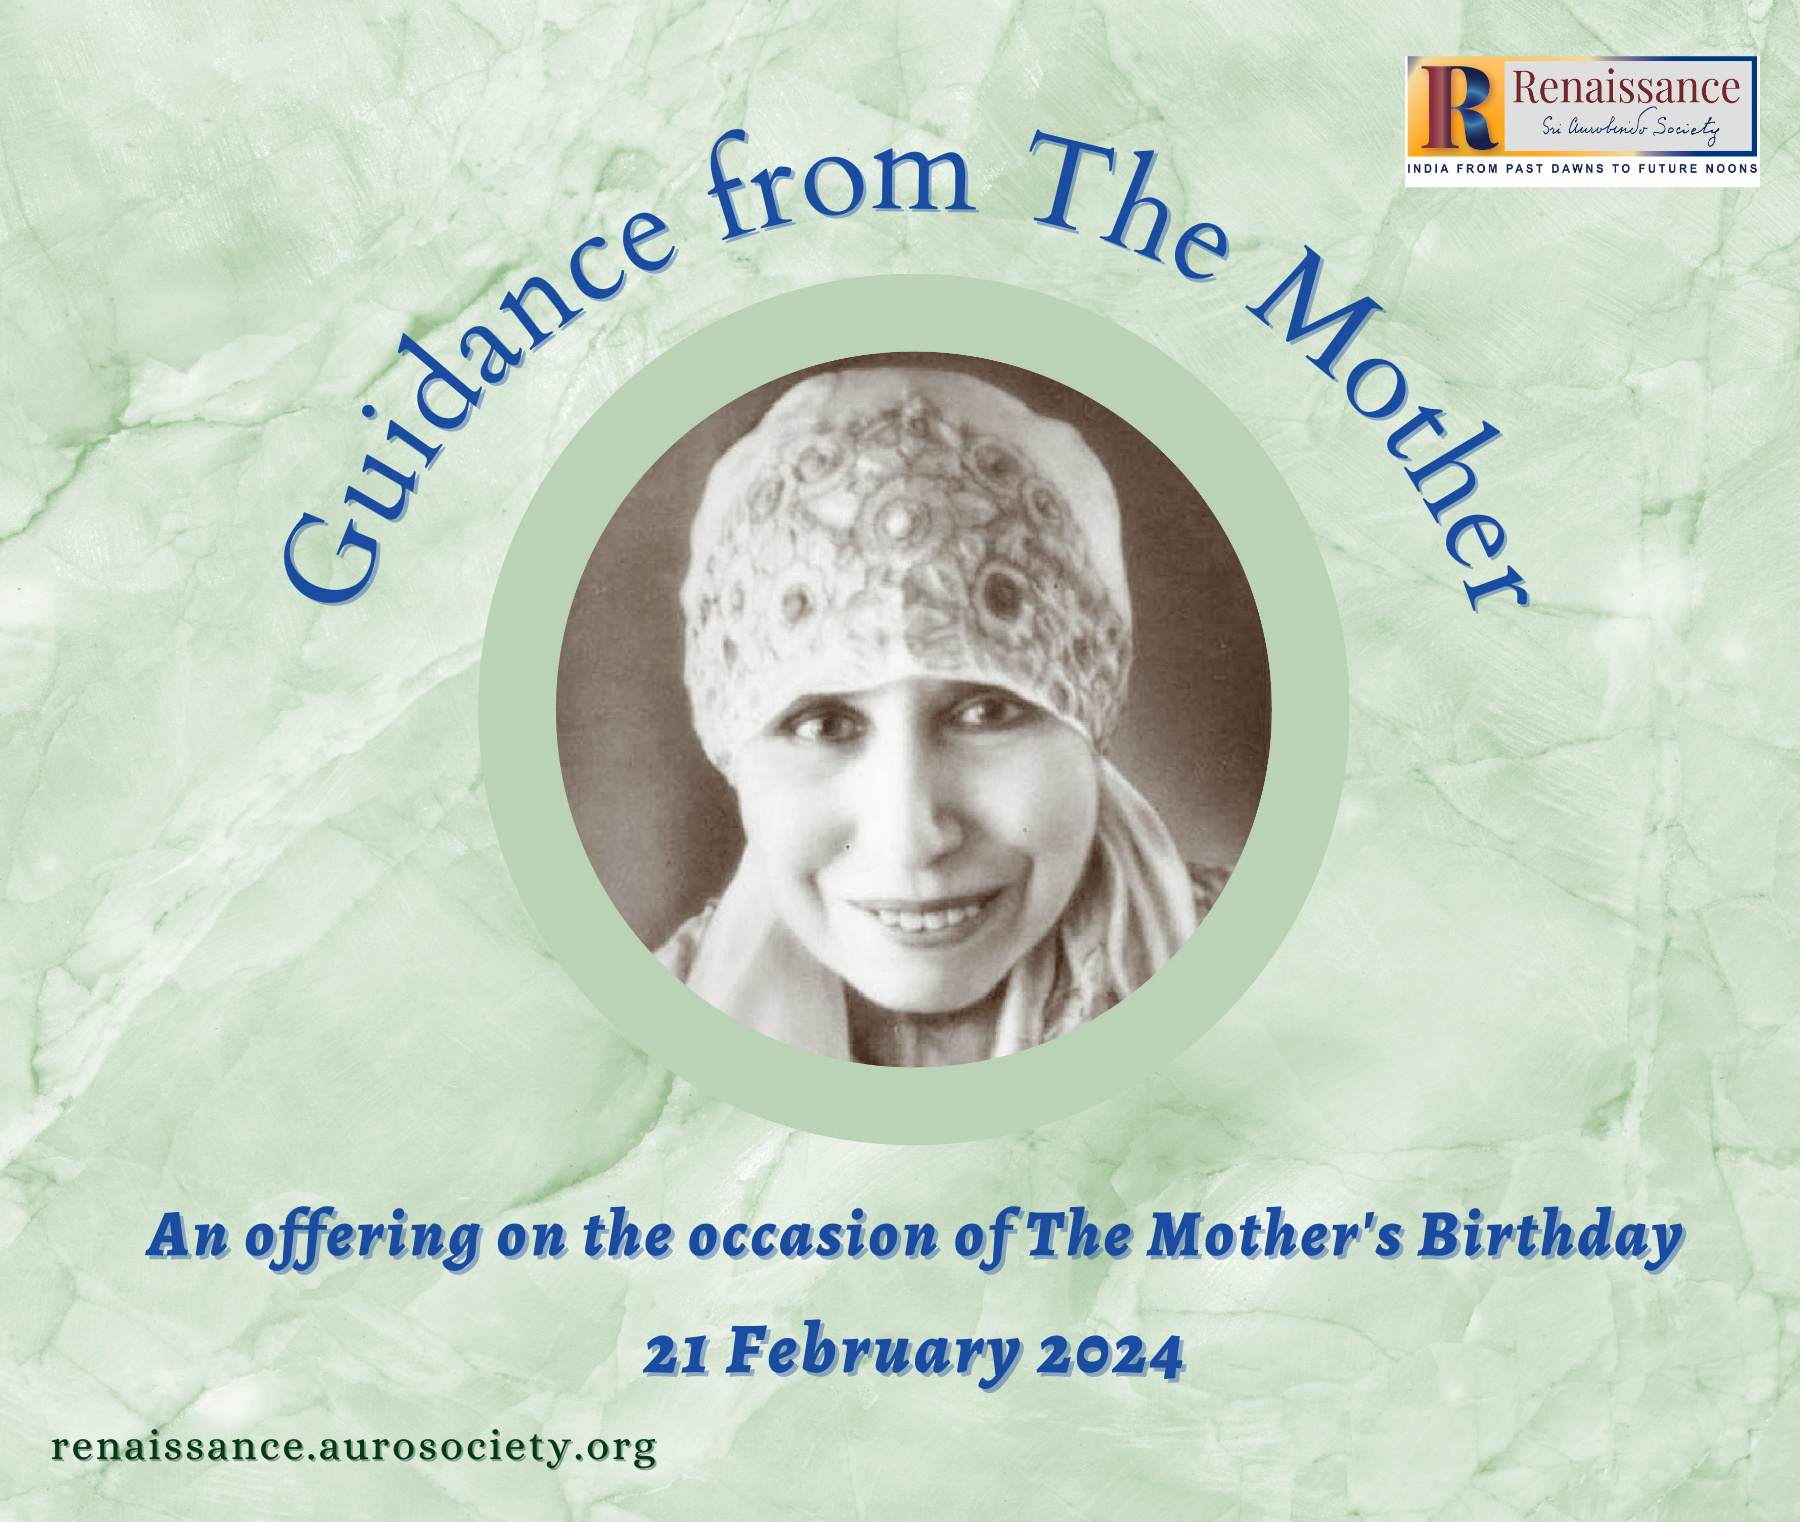 R Renaissance
Sri Aurobindo Society
INDIA FROM PAST DAWNS TO FUTURE NOONS
Guidance from The Mother
An offering on the occasion of The Mother's Birthday
21 February 2024
renaissance.aurosociety.org